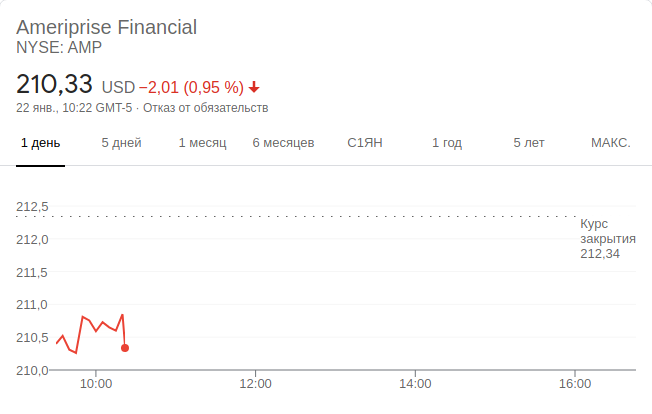 Ameriprise Financial
NYSE: AMP
210,33 USD −2,01 (0,95 %)
22 янв., 10:22 GMT-5 · Отказ от обязательств
1 день 5 дней 1 месяц 6 месяцев С1ЯН 1 год 5 лет МАКС.
212,5
212,0
211,5
211,0
210,5
210,0
Курс
закрытия
212,34
10:00 12:00 14:00 16:00